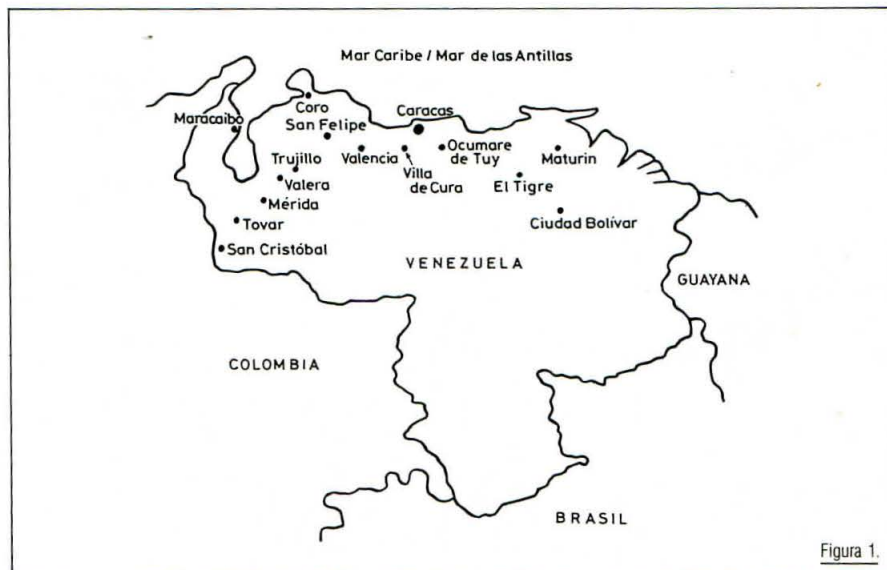 Mar Caribe / Mar de las Antillas
Coro
Caracas
Maracaibo
San Felipe
Trujillo
Valencia
Ocumare
de Tuy
Maturin
Valera
Villa
de Cura
El Tigre
Mérida
Tovar
Ciudad Bolívar
San Cristóbal
VENEZUELA
GUAYANA
COLOMBIA
BRASIL
Figura 1.